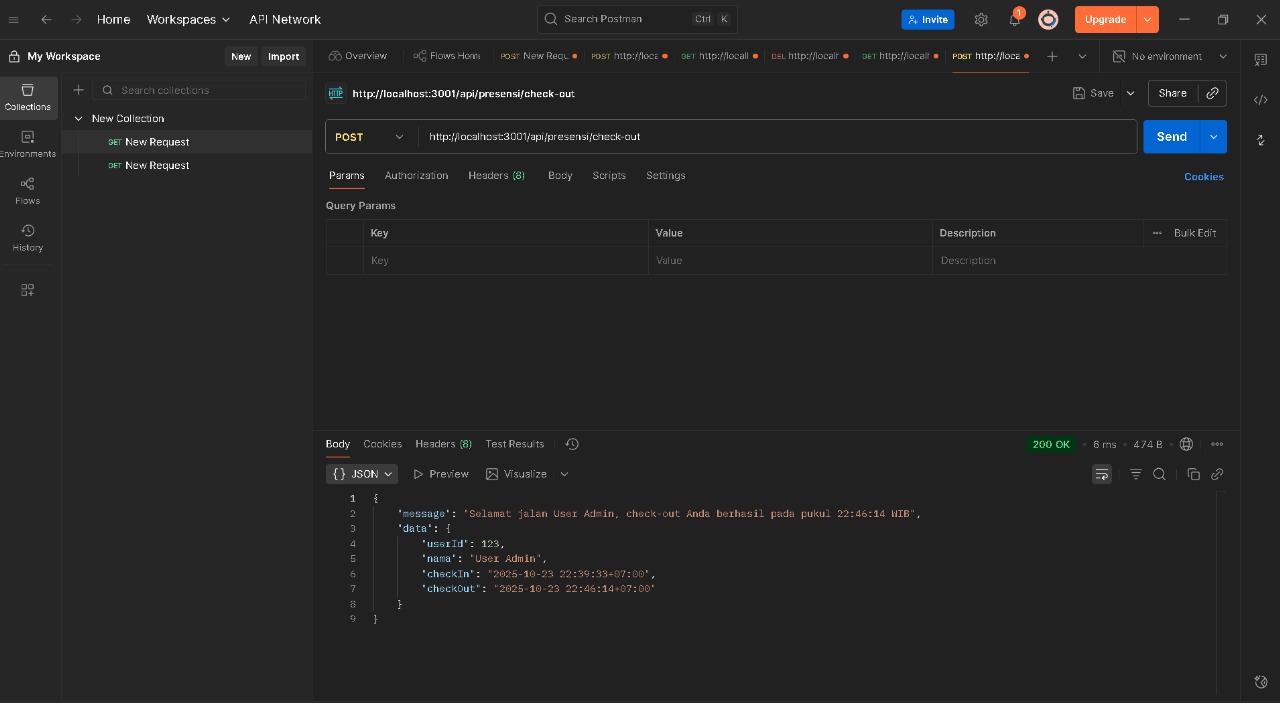 Home Workspaces API Network Search Postman Ctrl K Invite 1 Upgrade
My Workspace New Import Overview Flows Home POST New Requ POST http://loca GET http://locall DEL http://locall GET http://locall POST http://loca No environment
Collections Search collections
HTTP http://localhost:3001/api/presensi/check-out Save Share
New Collection
GET New Request
GET New Request
Environments
Flows
History
POST http://localhost:3001/api/presensi/check-out Send
Params Authorization Headers (8) Body Scripts Settings Cookies
Query Params
Key Value Description Bulk Edit
Key Value Description
Body Cookies Headers (8) Test Results 200 OK 6 ms 474 B
{} JSON Preview Visualize
1 {
2 "message": "Selamat jalan User Admin, check-out Anda berhasil pada pukul 22:46:14 WIB",
3 "data": {
4 "userId": 123,
5 "nama": "User Admin",
6 "checkIn": "2025-10-23 22:39:33+07:00",
7 "checkOut": "2025-10-23 22:46:14+07:00"
8 }
9 }